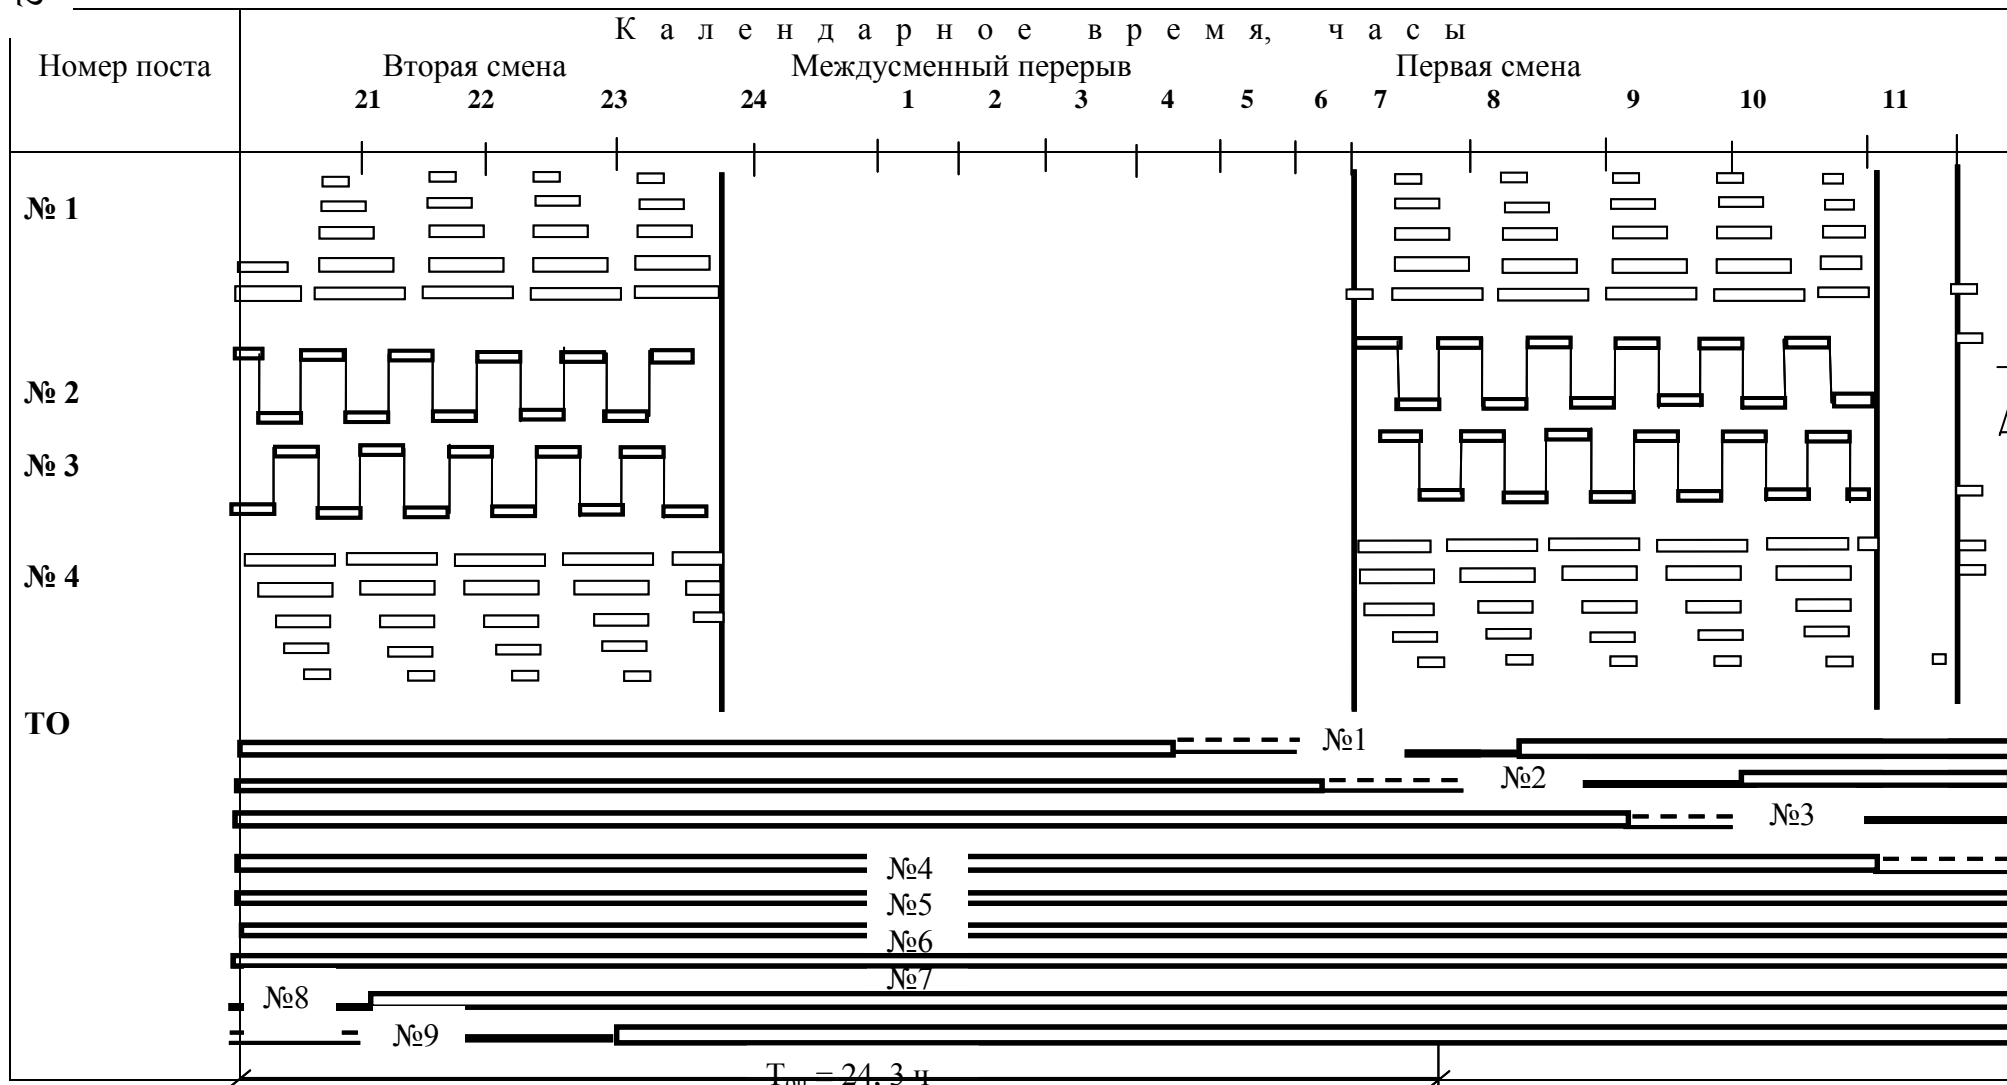 Календарное время, часы
Номер поста Вторая смена Междусменный перерыв Первая смена
21 22 23 24 1 2 3 4 5 6 7 8 9 10 11
№ 1
№ 2
№ 3
№ 4
ТО
№1
№2
№3
№4
№5
№6
№7
№8
№9
= 24, 3 ч